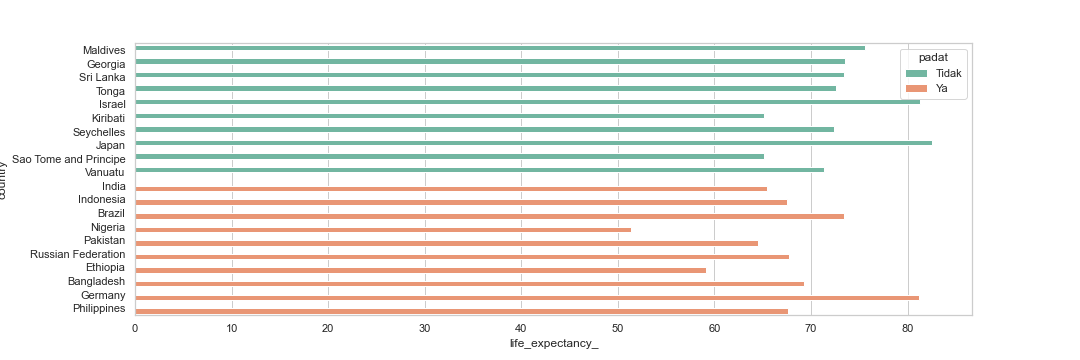 Maldives
Georgia
Sri Lanka
Tonga
Israel
Kiribati
Seychelles
Japan
Sao Tome and Principe
Vanuatu
India
Indonesia
Brazil
Nigeria
Pakistan
Russian Federation
Ethiopia
Bangladesh
Germany
Philippines
country
padat
Tidak
Ya
0 10 20 30 40 50 60 70 80
life_expectancy_